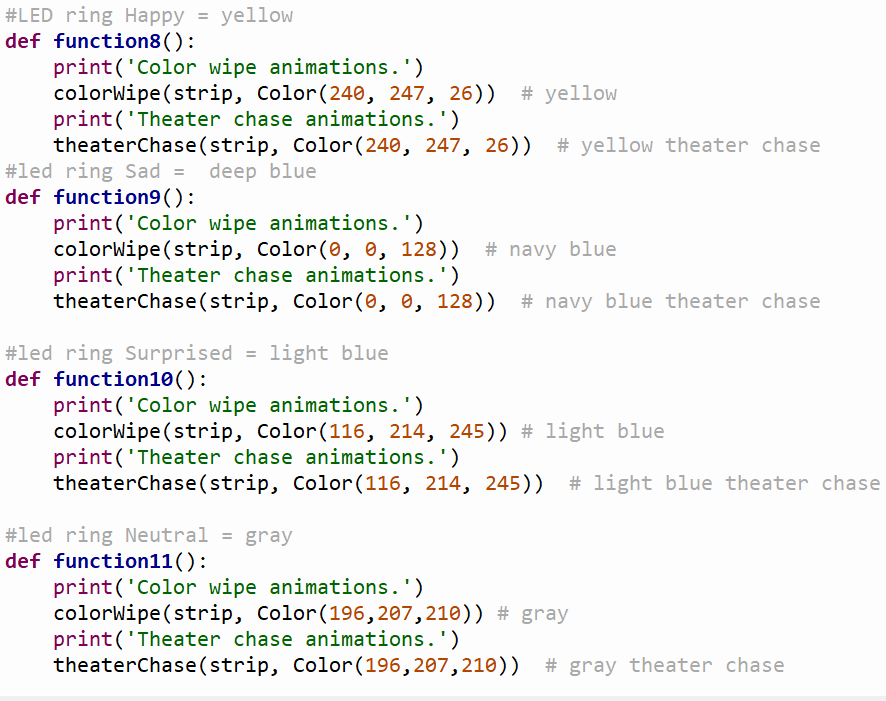 #LED ring Happy = yellow
def function8():
    print('Color wipe animations.')
    colorWipe(strip, Color(240, 247, 26))  # yellow
    print('Theater chase animations.')
    theaterChase(strip, Color(240, 247, 26))  # yellow theater chase
#led ring Sad =  deep blue
def function9():
    print('Color wipe animations.')
    colorWipe(strip, Color(0, 0, 128))  # navy blue
    print('Theater chase animations.')
    theaterChase(strip, Color(0, 0, 128))  # navy blue theater chase

#led ring Surprised = light blue
def function10():
    print('Color wipe animations.')
    colorWipe(strip, Color(116, 214, 245)) # light blue
    print('Theater chase animations.')
    theaterChase(strip, Color(116, 214, 245))  # light blue theater chase

#led ring Neutral = gray
def function11():
    print('Color wipe animations.')
    colorWipe(strip, Color(196,207,210)) # gray
    print('Theater chase animations.')
    theaterChase(strip, Color(196,207,210))  # gray theater chase